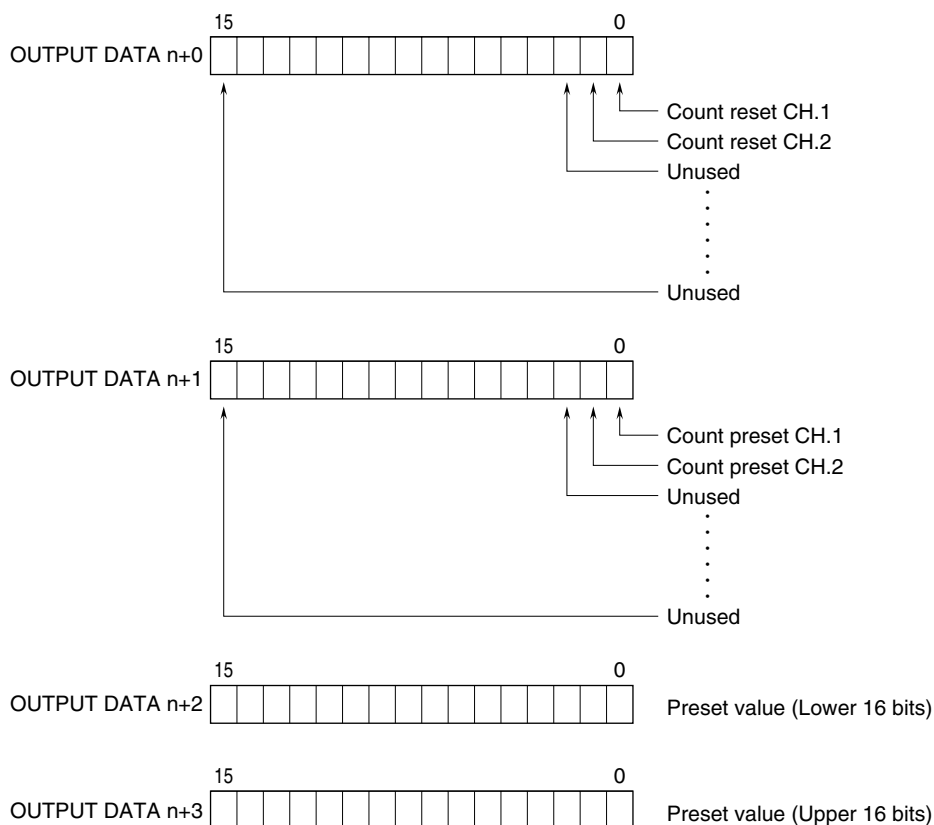 15 0
OUTPUT DATA n+0
Count reset CH.1
Count reset CH.2
Unused
Unused
15 0
OUTPUT DATA n+1
Count preset CH.1
Count preset CH.2
Unused
Unused
15 0
OUTPUT DATA n+2 Preset value (Lower 16 bits)
15 0
OUTPUT DATA n+3 Preset value (Upper 16 bits)